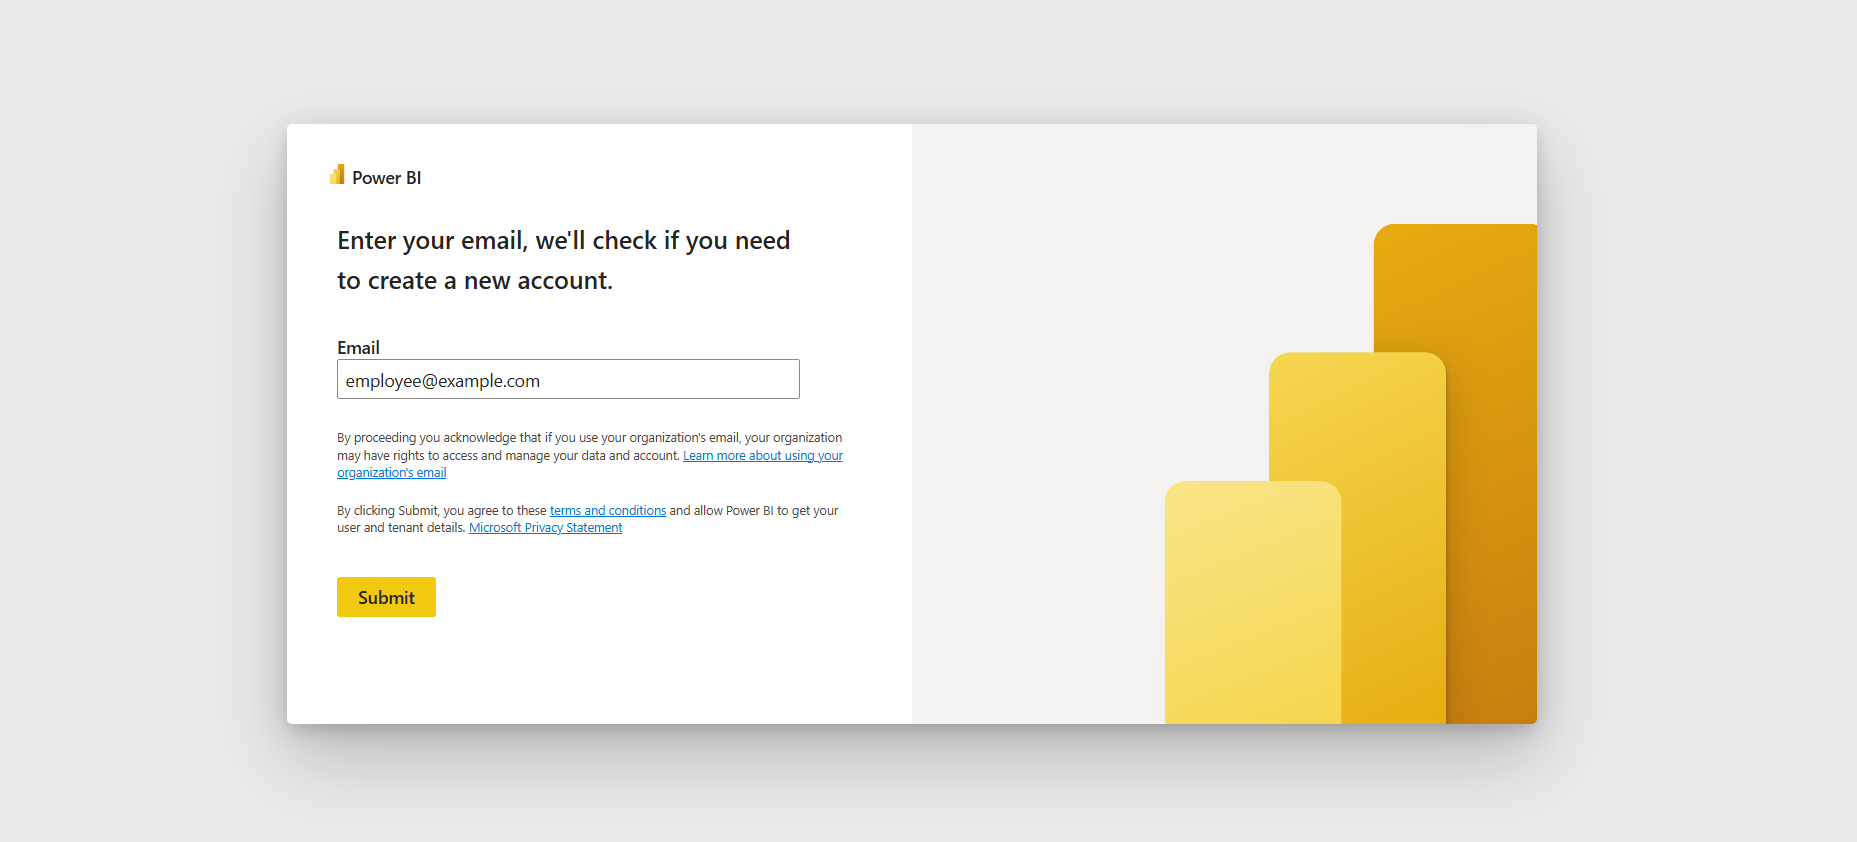 Power BI
Enter your email, we'll check if you need
to create a new account.
Email
employee@example.com
By proceeding you acknowledge that if you use your organization's email, your organization
may have rights to access and manage your data and account. Learn more about using your
organization's email
By clicking Submit, you agree to these terms and conditions and allow Power BI to get your
user and tenant details. Microsoft Privacy Statement
Submit